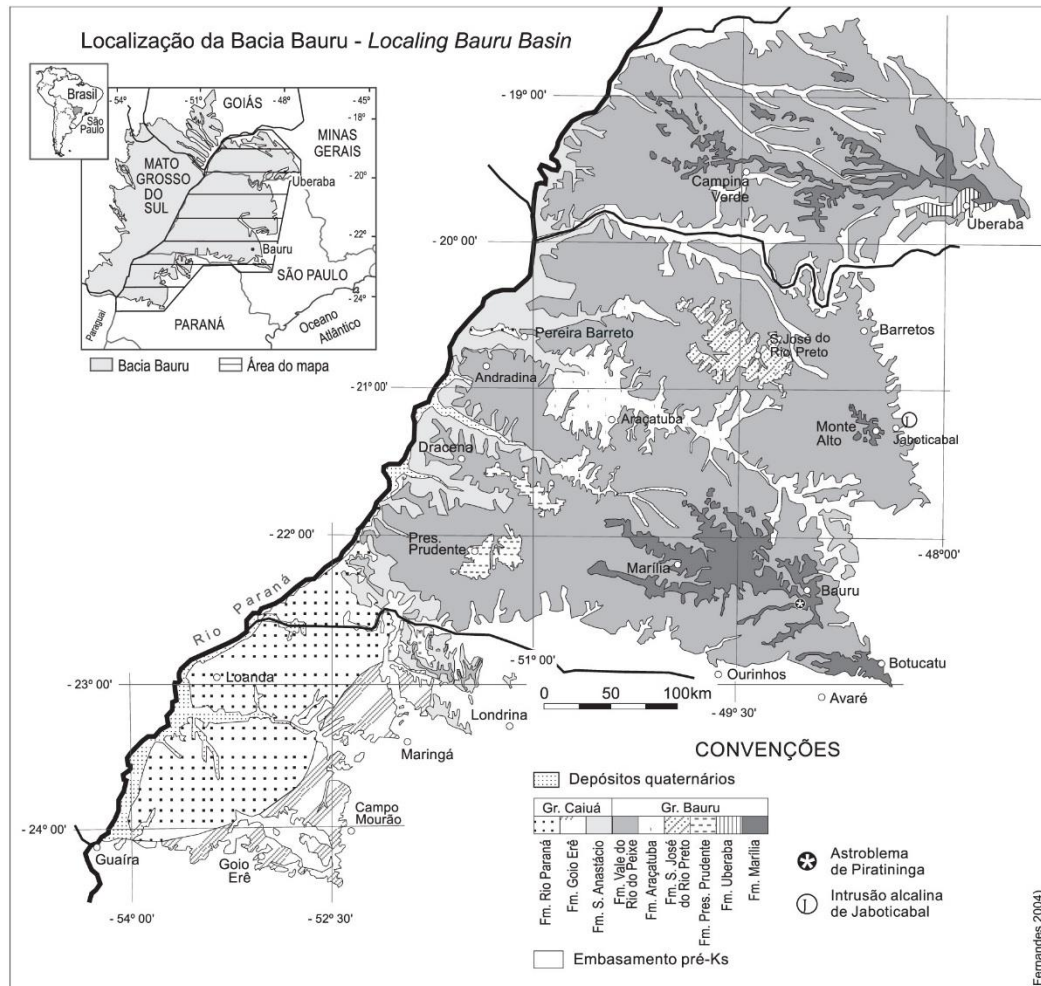 Localização da Bacia Bauru - Localing Bauru Basin
Brasil
São
Paulo
- 54°
- 51°
- 48°
- 45°
GOIÁS
- 18°
MINAS
GERAIS
MATO
GROSSO
DO
SUL
Uberaba
- 20°
- 22°
Bauru
SÃO PAULO
- 24°
PARANÁ
Paraguai
Oceano
Atlântico
Bacia Bauru
Área do mapa
- 19° 00'
Campina
Verde
Uberaba
- 20° 00'
Pereira Barreto
S. José do
Rio Preto
Barretos
Andradina
- 21° 00'
Araçatuba
Monte
Alto
Jaboticabal
Dracena
- 22° 00'
Pres.
Prudente
Marília
Bauru
- 48° 00'
Rio Paraná
- 51° 00'
Botucatu
Ourinhos
Avaré
0 50 100km
- 49° 30'
- 23° 00'
Loanda
Londrina
Maringá
Campo
Mourão
- 24° 00'
Guaíra
Goio
Erê
- 54° 00'
- 52° 30'
CONVENÇÕES
Depósitos quaternários
Gr. Caiuá
Gr. Bauru
Fm. Rio Paraná
Fm. Goio Erê
Fm. S. Anastácio
Fm. Vale do
Rio do Peixe
Fm. Araçatuba
Fm. S. José
do Rio Preto
Fm. Pres. Prudente
Fm. Uberaba
Fm. Marília
Embasamento pré-Ks
Astroblema
de Piratininga
Intrusão alcalina
de Jaboticabal
Fernandes 2004)